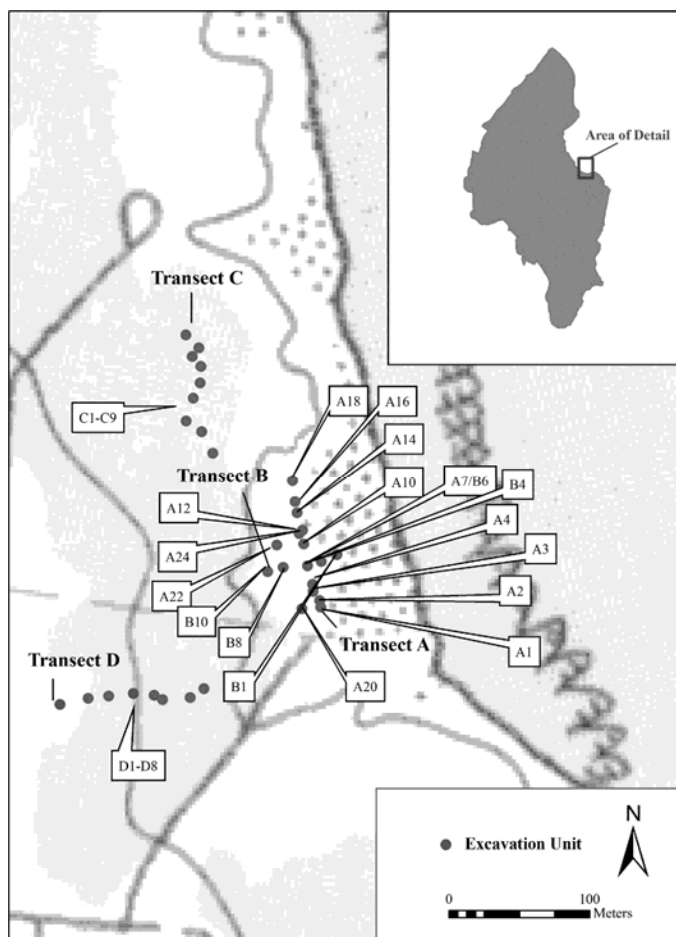 Area of Detail
Transect C
C1-C9
A18
A16
A14
Transect B
A10
A7/B6
B4
A12
A4
A24
A3
A22
A2
B10
B8
Transect A
A1
Transect D
B1
A20
D1-D8
N
Excavation Unit
0 100
Meters